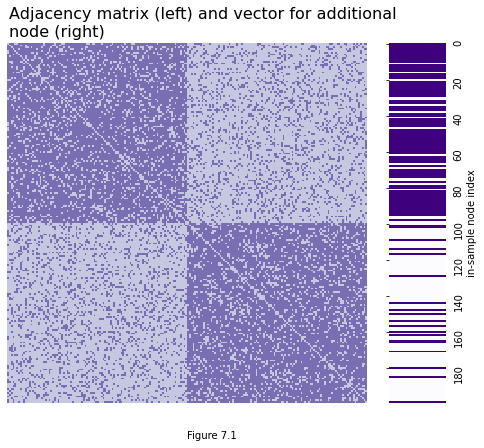 Adjacency matrix (left) and vector for additional
node (right)
0
20
40
60
80
100
120
140
160
180
in-sample node index
Figure 7.1